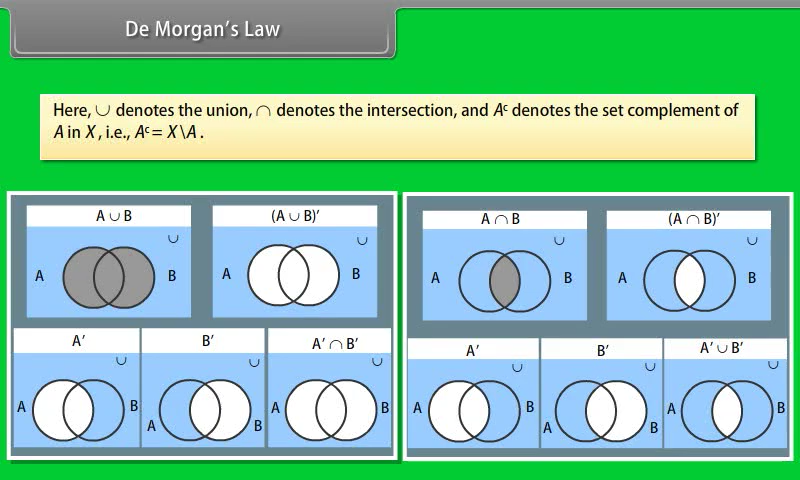 De Morgan's Law
Here, ∪ denotes the union, ∩ denotes the intersection, and Aᶜ denotes the set complement of
A in X, i.e., Aᶜ = X \ A.
A ∪ B
∪
A B
(A ∪ B)′
∪
A B
A′
∪
A B
B′
∪
A B
A′ ∩ B′
∪
A B
A ∩ B
∪
A B
(A ∩ B)′
∪
A B
A′
∪
A B
B′
∪
A B
A′ ∪ B′
∪
A B